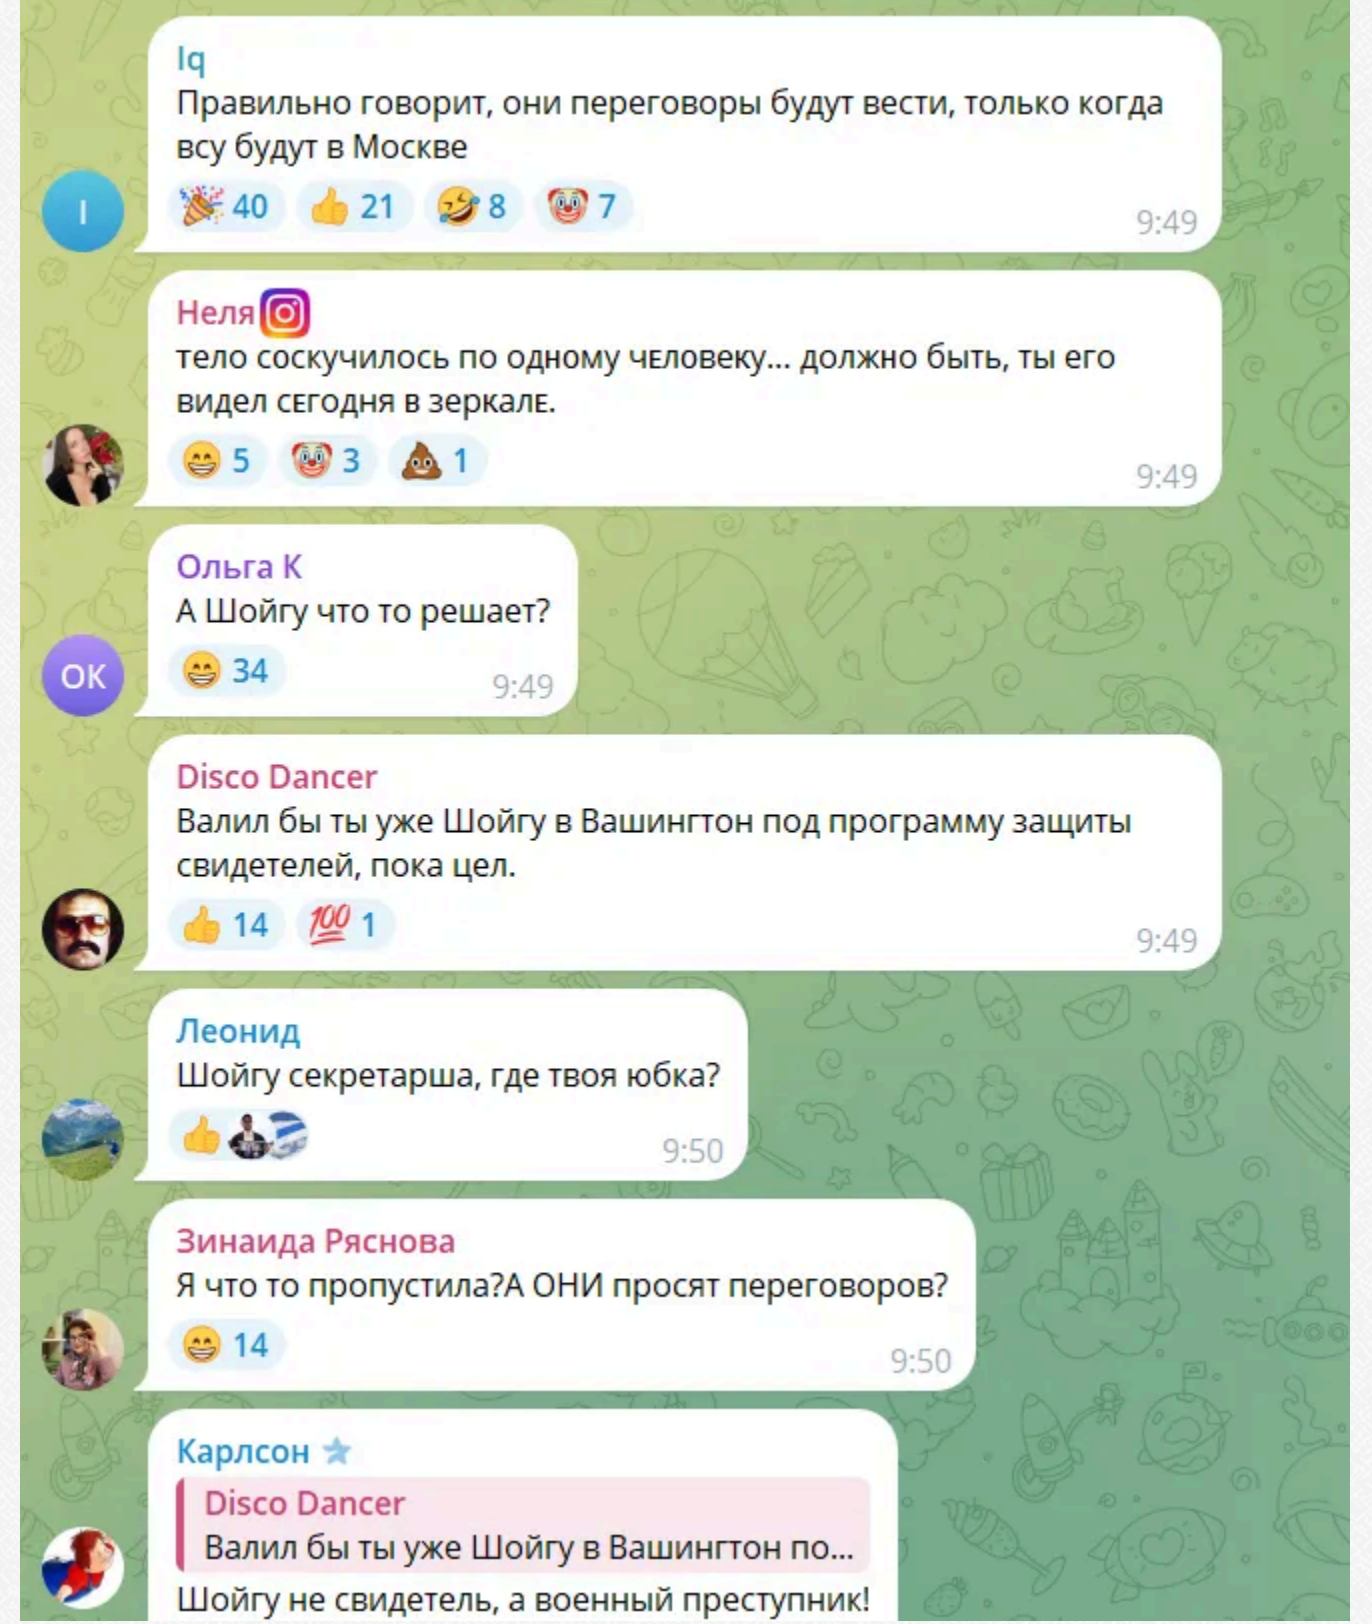 Iq
Правильно говорит, они переговоры будут вести, только когда
всу будут в Москве
40 21 8 7
9:49
I
Неля
тело соскучилось по одному чЕловеку... должно быть, ты его
видел сЕгодня в зеркалЕ.
5 3 1
9:49
Ольга К
А Шойгу что то решает?
34
9:49
ОК
Disco Dancer
Валил бы ты уже Шойгу в Вашингтон под программу защиты
свидетелей, пока цел.
14 100 1
9:49
Леонид
Шойгу секретарша, где твоя юбка?
9:50
Зинаида Ряснова
Я что то пропустила?А ОНИ просят переговоров?
14
9:50
Карлсон
Disco Dancer
Валил бы ты уже Шойгу в Вашингтон по...
Шойгу не свидетель, а военный преступник!